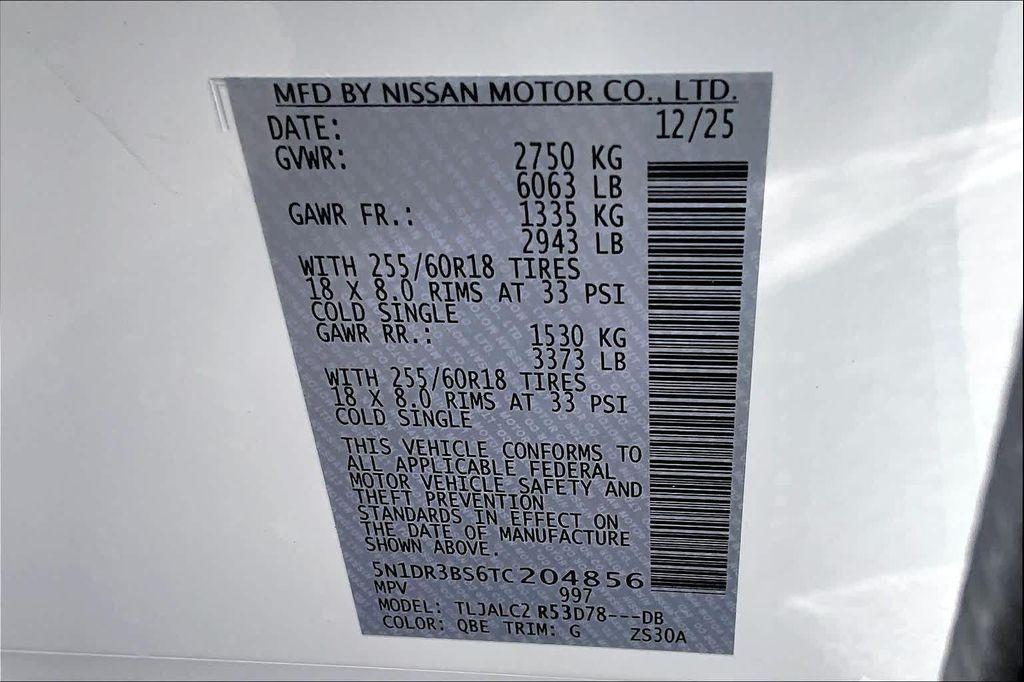 MFD BY NISSAN MOTOR CO., LTD.
DATE: 12/25
GVWR: 2750 KG
6063 LB
GAWR FR.: 1335 KG
2943 LB
WITH 255/60R18 TIRES
18 X 8.0 RIMS AT 33 PSI
COLD SINGLE
GAWR RR.: 1530 KG
3373 LB
WITH 255/60R18 TIRES
18 X 8.0 RIMS AT 33 PSI
COLD SINGLE
THIS VEHICLE CONFORMS TO
ALL APPLICABLE FEDERAL
MOTOR VEHICLE SAFETY AND
THEFT PREVENTION
STANDARDS IN EFFECT ON
THE DATE OF MANUFACTURE
SHOWN ABOVE.
5N1DR3BS6TC204856
MPV 997
MODEL: TLJALC2 R53D78---DB
COLOR: QBE TRIM: G ZS30A